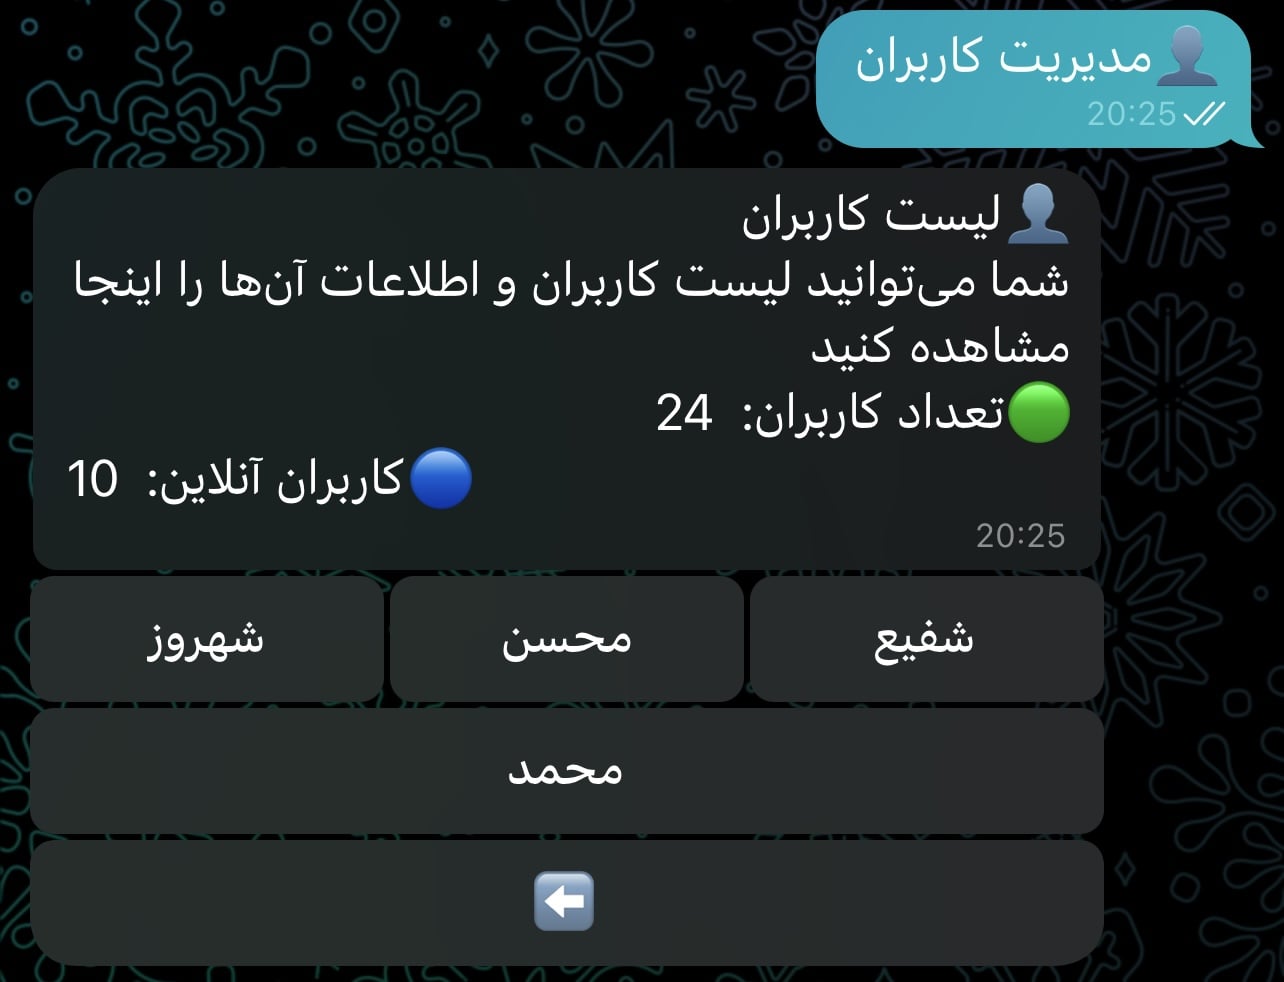 👤مدیریت کاربران
20:25
👤لیست کاربران
شما می‌توانید لیست کاربران و اطلاعات آن‌ها را اینجا
مشاهده کنید
🟢تعداد کاربران: 24
🔵کاربران آنلاین: 10
20:25
شفیع
محسن
شهروز
محمد
⬅️